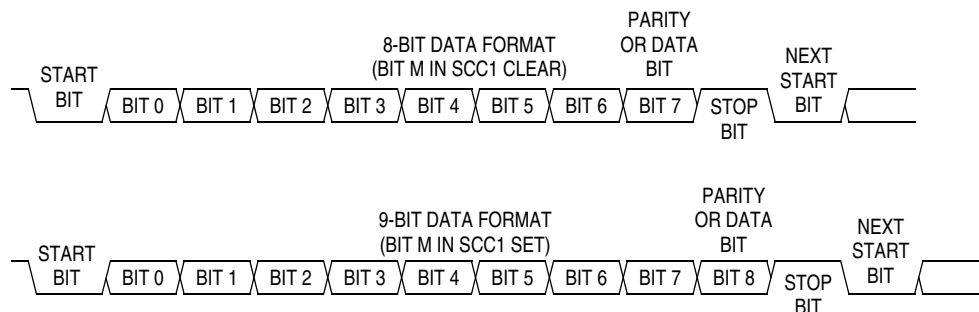 8-BIT DATA FORMAT
(BIT M IN SCC1 CLEAR)
PARITY
OR DATA
BIT
START
BIT
BIT 0
BIT 1
BIT 2
BIT 3
BIT 4
BIT 5
BIT 6
BIT 7
STOP
BIT
NEXT
START
BIT
9-BIT DATA FORMAT
(BIT M IN SCC1 SET)
PARITY
OR DATA
BIT
START
BIT
BIT 0
BIT 1
BIT 2
BIT 3
BIT 4
BIT 5
BIT 6
BIT 7
BIT 8
STOP
BIT
NEXT
START
BIT